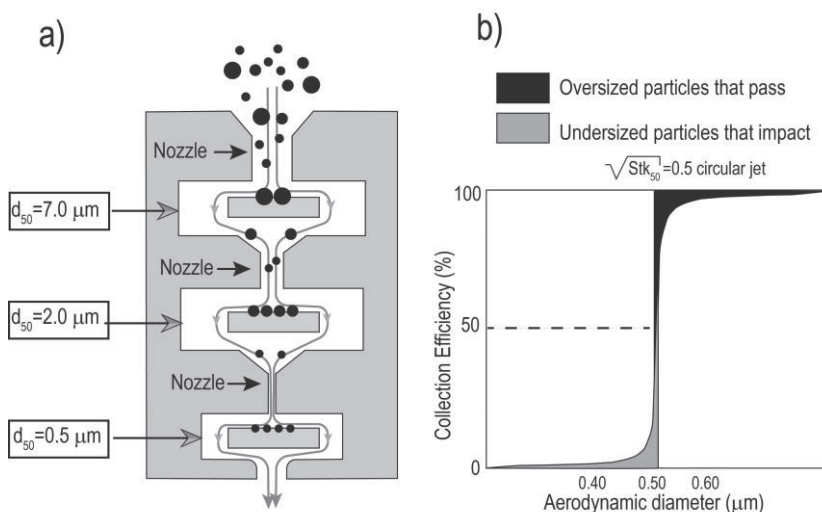 a)
Nozzle
d50=7.0 μm
Nozzle
d50=2.0 μm
Nozzle
d50=0.5 μm
b)
Oversized particles that pass
Undersized particles that impact
√Stk50=0.5 circular jet
100
50
0
Collection Efficiency (%)
0.40 0.50 0.60
Aerodynamic diameter (μm)